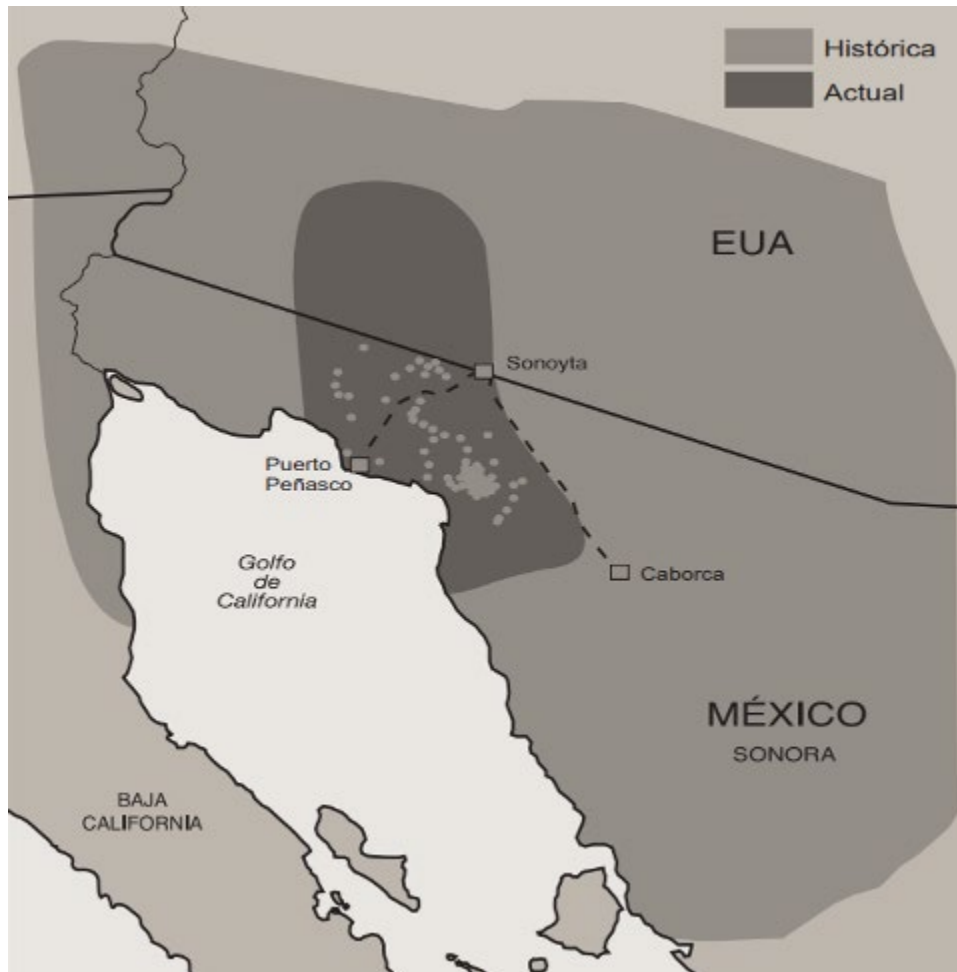 Histórica
Actual
EUA
Sonoyta
Puerto
Peñasco
Golfo
de
California
Caborca
MÉXICO
SONORA
BAJA
CALIFORNIA